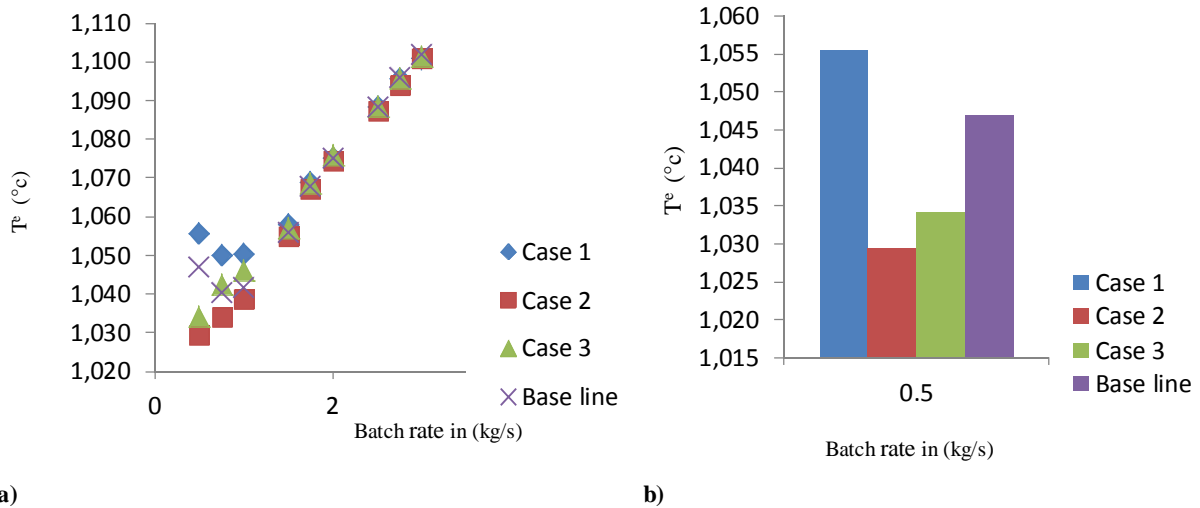 1,110
1,100
1,090
1,080
1,070
1,060
1,050
1,040
1,030
1,020
Tᵉ (°c)
0
2
Batch rate in (kg/s)
Case 1
Case 2
Case 3
Base line
a)
1,060
1,055
1,050
1,045
1,040
1,035
1,030
1,025
1,020
1,015
Tᵉ (°c)
0.5
Batch rate in (kg/s)
Case 1
Case 2
Case 3
Base line
b)